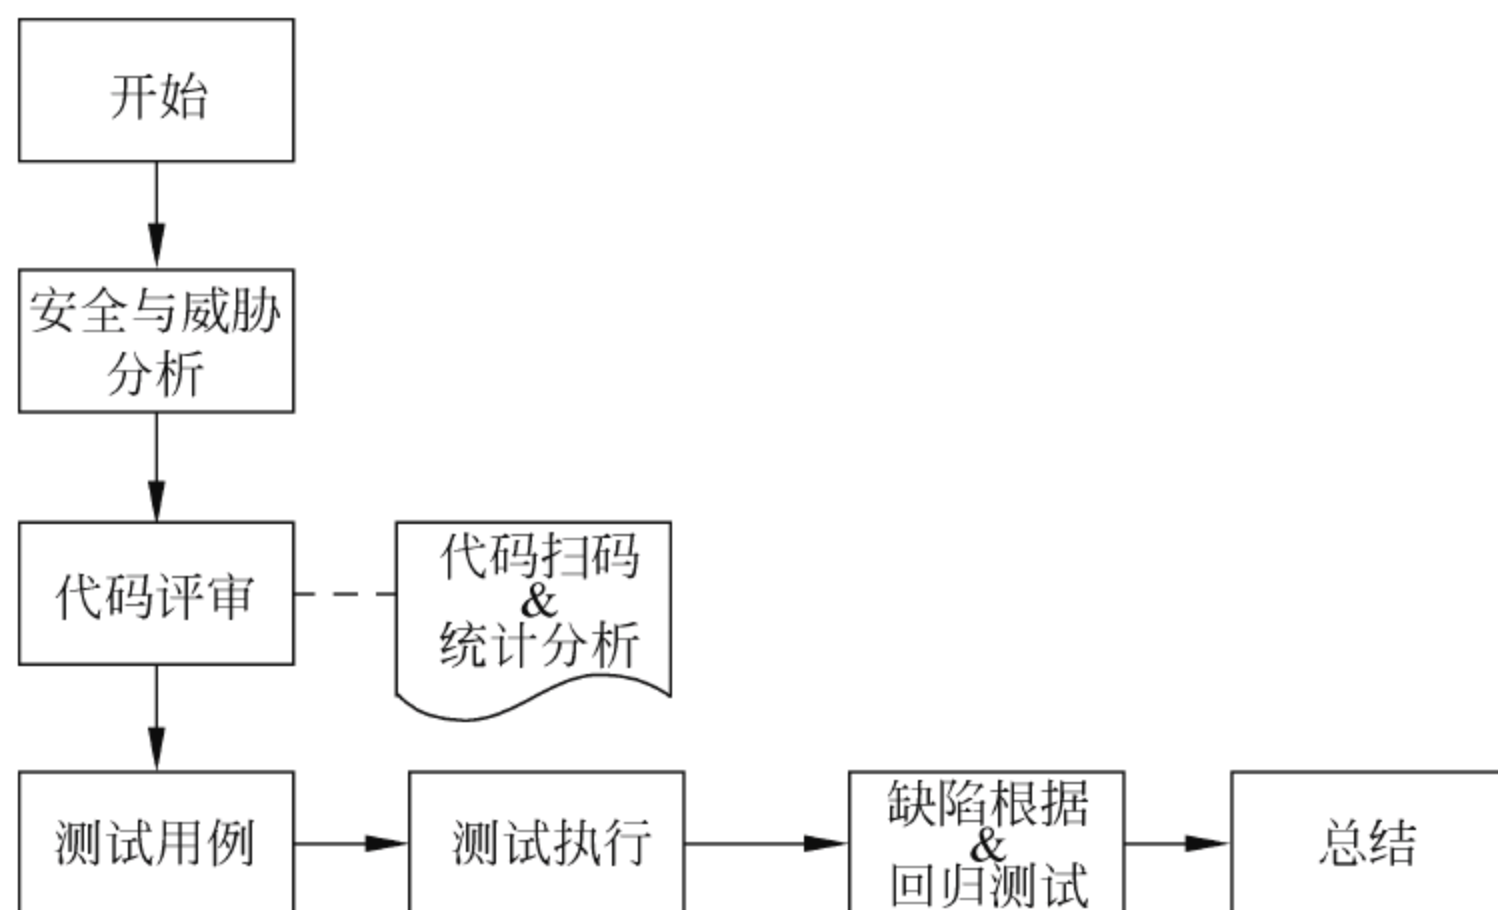 开始
安全与威胁
分析
代码评审
代码扫码
&
统计分析
测试用例
测试执行
缺陷根据
&
回归测试
总结